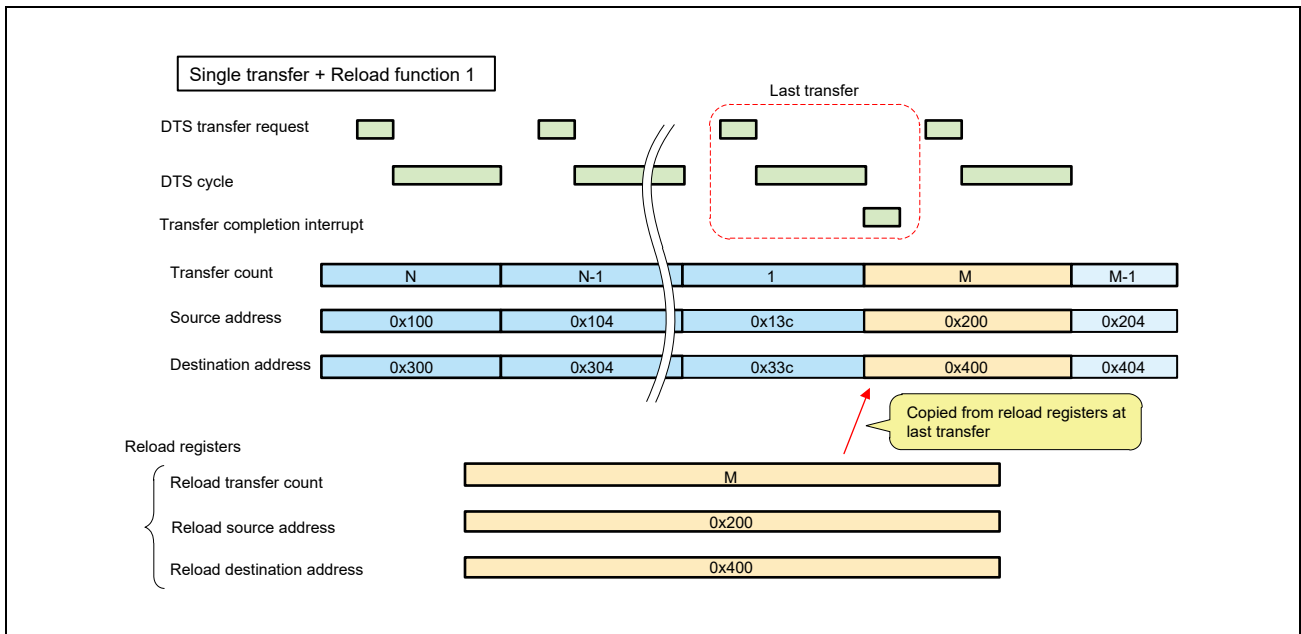 Single transfer + Reload function 1
Last transfer
DTS transfer request
DTS cycle
Transfer completion interrupt
Transfer count
N
N-1
1
M
M-1
Source address
0x100
0x104
0x13c
0x200
0x204
Destination address
0x300
0x304
0x33c
0x400
0x404
Copied from reload registers at
last transfer
Reload registers
Reload transfer count
M
Reload source address
0x200
Reload destination address
0x400